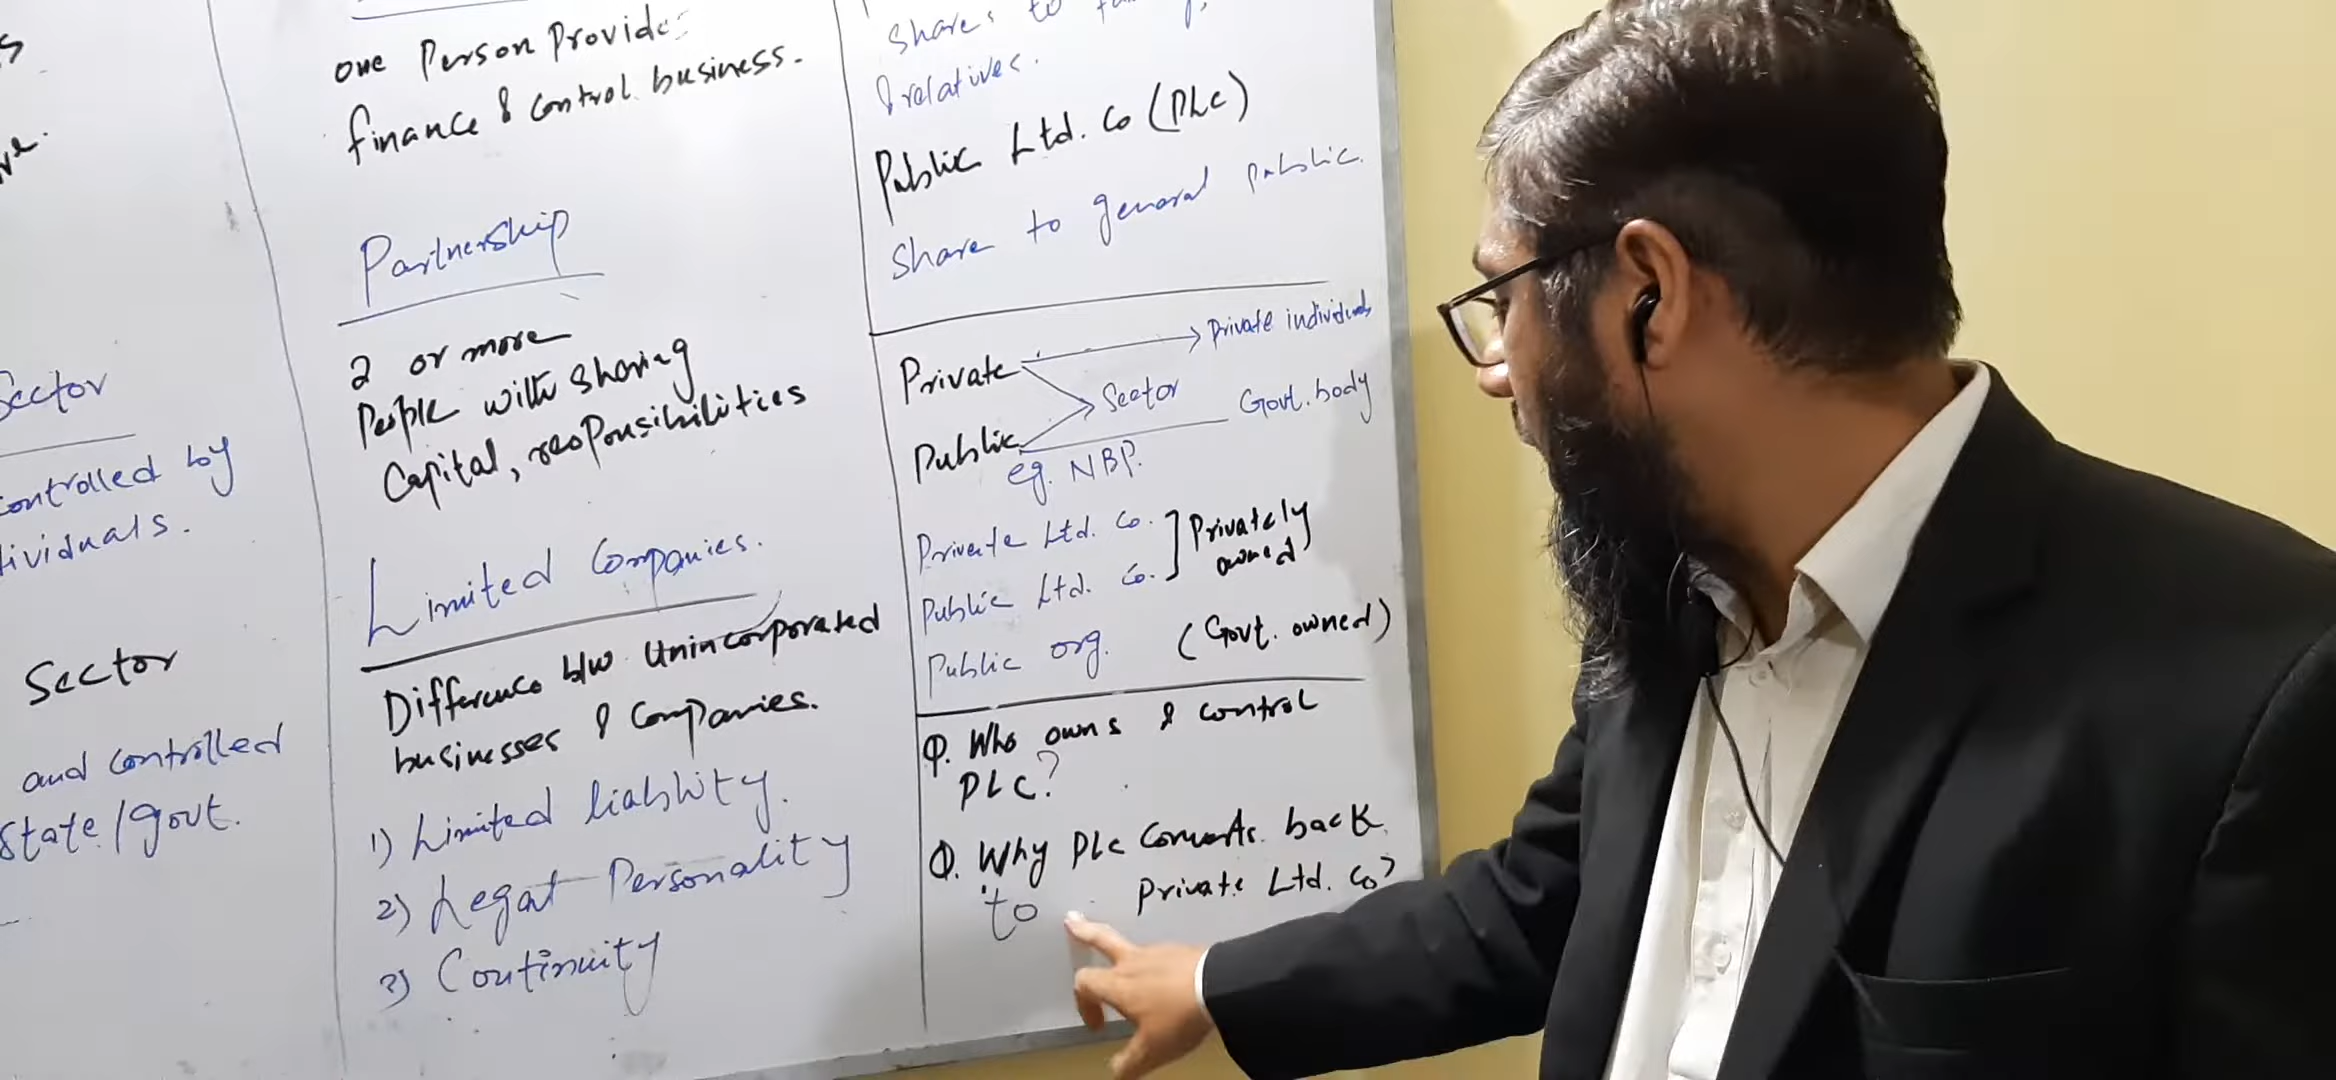 one Person Provide
finance & control business.
Partnership
2 or more
People with sharing
Capital, responsibilities
Limited Companies.
Difference b/w Unincorporated
businesses & Companies.
1) Limited liability.
2) Legal Personality
3) Continuity
Sector
controlled by
Sector
and controlled
State/govt.
Shares to
& relatives.
Public Ltd. Co (PLC)
Share to general public.
Private → Private individuals
Sector
Public Govt. body
eg. NBP.
Private Ltd. Co. ] Privately
Public Ltd. Co. owned
Public org. (Govt. owned)
Q. Who owns & control
PLC?
Q. Why PLC converts back
to Private Ltd. Co?